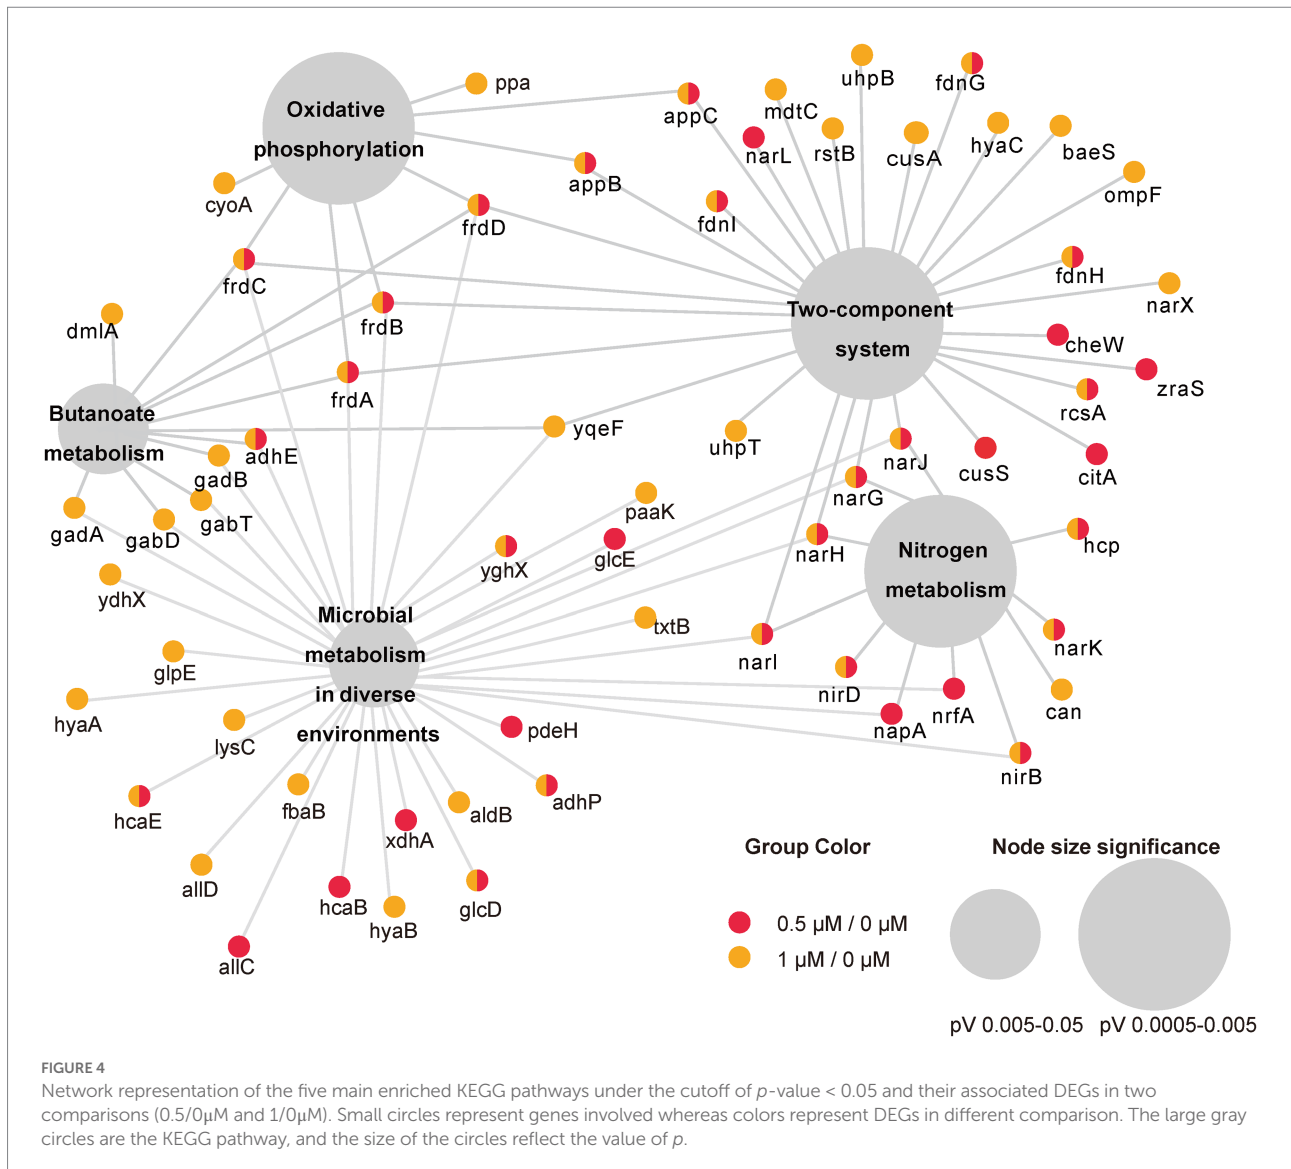 Oxidative
phosphorylation
ppa
cyoA
appC
appB
frdD
frdC
frdB
frdA
uhpB
fdnG
mdtC
narL
rstB
cusA
hyaC
baeS
ompF
fdnI
fdnH
narX
Two-component
system
cheW
zraS
rcsA
citA
cusS
uhpT
dmlA
Butanoate
metabolism
adhE
gadB
gabT
gadA
gabD
yqeF
narJ
narG
narH
narI
Nitrogen
metabolism
hcp
narK
can
nirD
nrfA
napA
nirB
paaK
glcE
yghX
txtB
ydhX
glpE
hyaA
lysC
Microbial
metabolism
in diverse
environments
pdeH
adhP
aldB
fbaB
xdhA
hcaE
allD
allC
hcaB
hyaB
glcD
Group Color
0.5 µM / 0 µM
1 µM / 0 µM
Node size significance
pV 0.005-0.05 pV 0.0005-0.005
FIGURE 4
Network representation of the five main enriched KEGG pathways under the cutoff of p-value < 0.05 and their associated DEGs in two
comparisons (0.5/0μM and 1/0μM). Small circles represent genes involved whereas colors represent DEGs in different comparison. The large gray
circles are the KEGG pathway, and the size of the circles reflect the value of p.